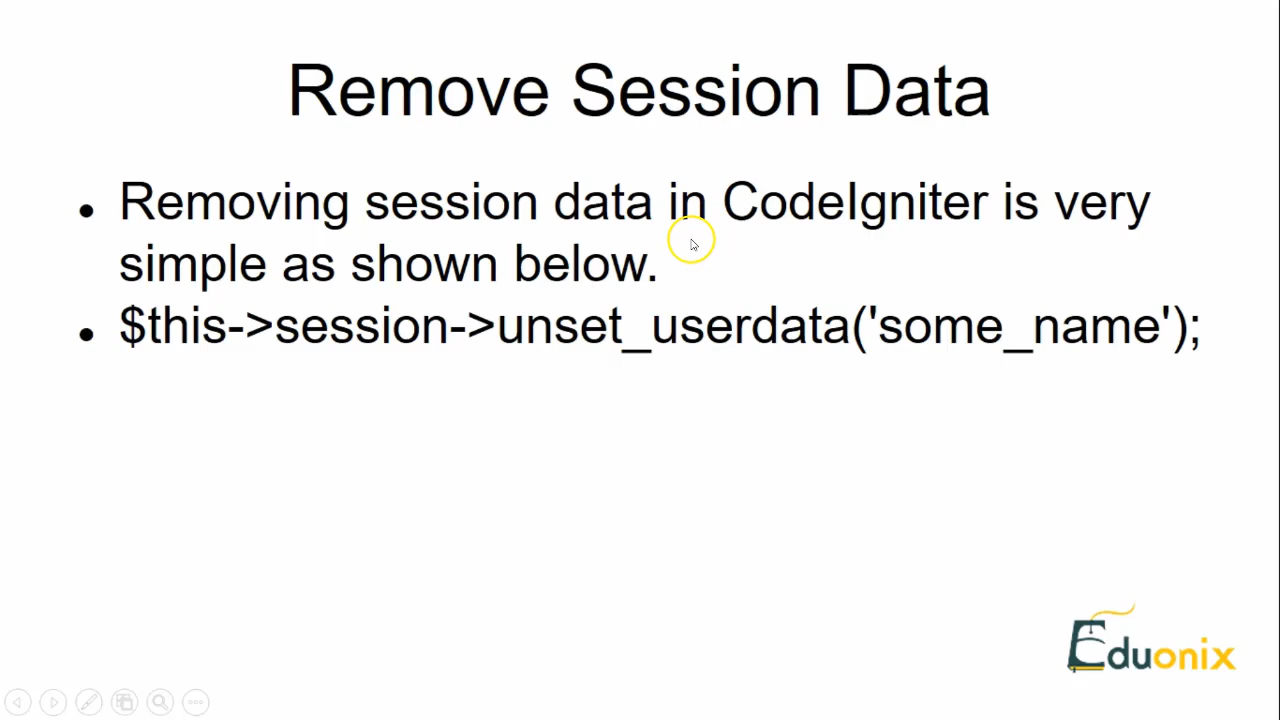 Remove Session Data
• Removing session data in CodeIgniter is very
simple as shown below.
• $this->session->unset_userdata('some_name');
Eduonix